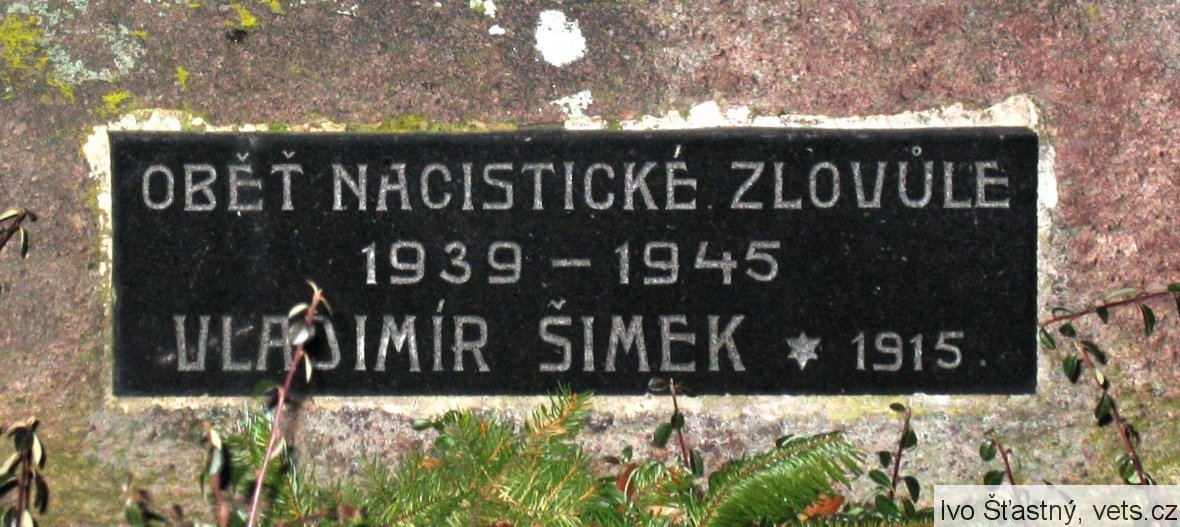 OBĚŤ NACISTICKÉ ZLOVŮLE
1939 – 1945
VLADIMÍR ŠIMEK * 1915.
Ivo Šťastný, vets.cz